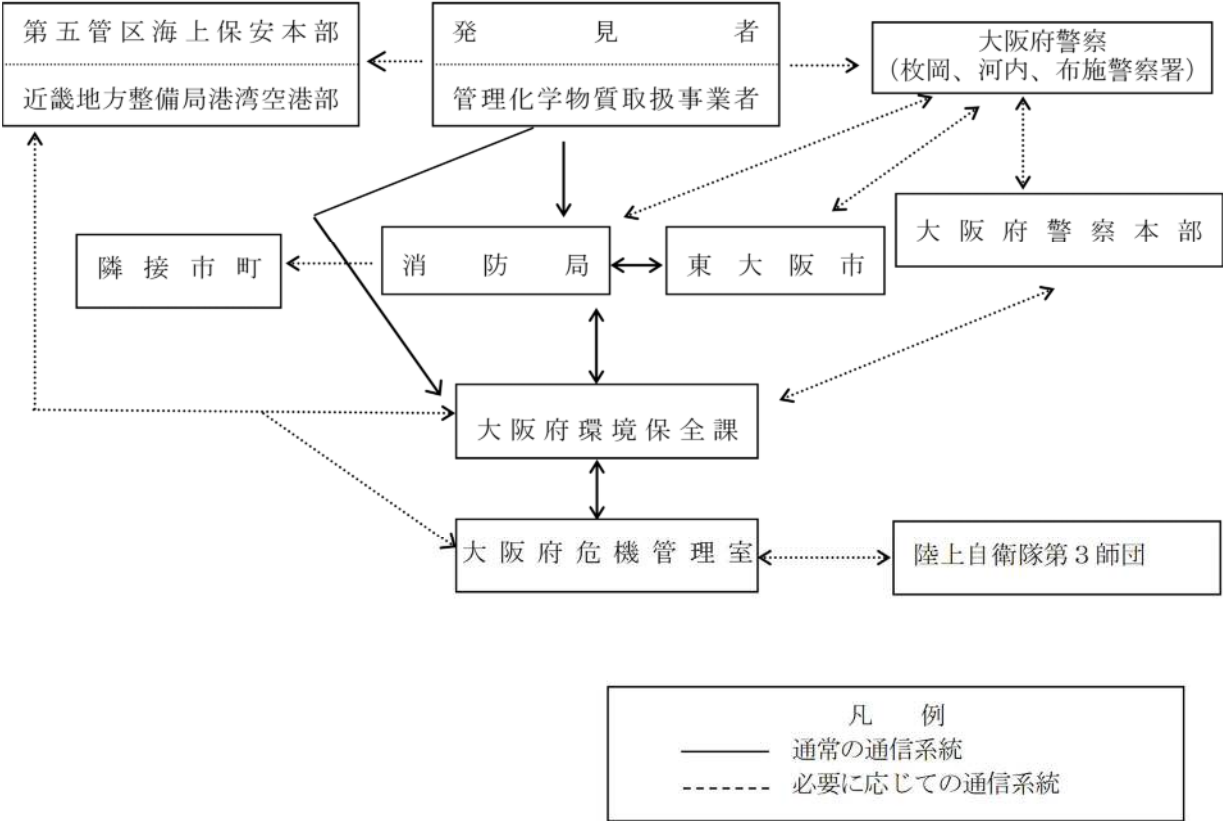 第五管区海上保安本部
近畿地方整備局港湾空港部
発見者
管理化学物質取扱事業者
大阪府警察
(枚岡、河内、布施警察署)
大阪府警察本部
隣接市町
消防局
東大阪市
大阪府環境保全課
大阪府危機管理室
陸上自衛隊第3師団
凡例
通常の通信系統
必要に応じての通信系統